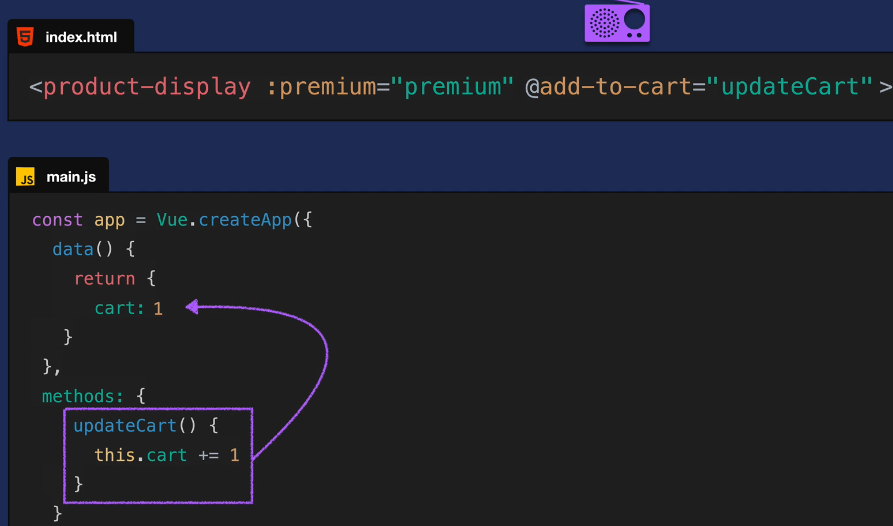 index.html
<product-display :premium="premium" @add-to-cart="updateCart">
JS main.js
const app = Vue.createApp({
data() {
return {
cart: 1
}
},
methods: {
updateCart() {
this.cart += 1
}
}